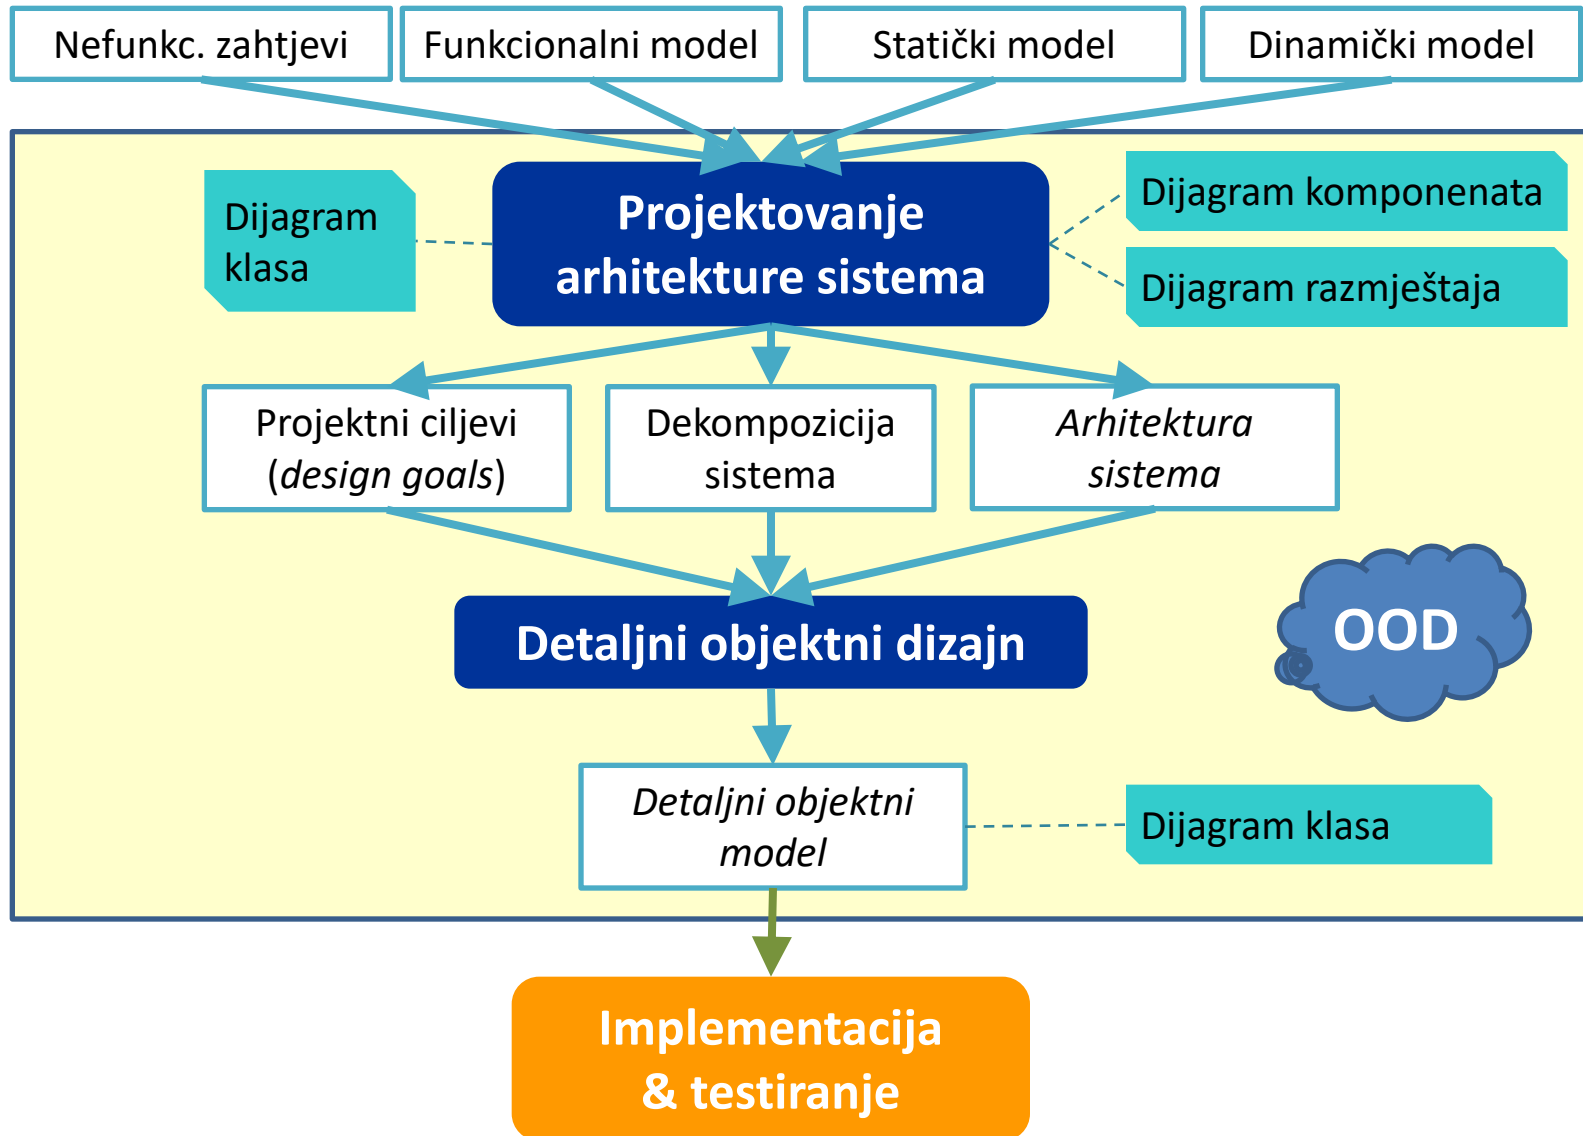 Nefunkc. zahtjevi
Funkcionalni model
Statički model
Dinamički model
Dijagram
klasa
Projektovanje
arhitekture sistema
Dijagram komponenata
Dijagram razmještaja
Projektni ciljevi
(design goals)
Dekompozicija
sistema
Arhitektura
sistema
Detaljni objektni dizajn
OOD
Detaljni objektni
model
Dijagram klasa
Implementacija
& testiranje